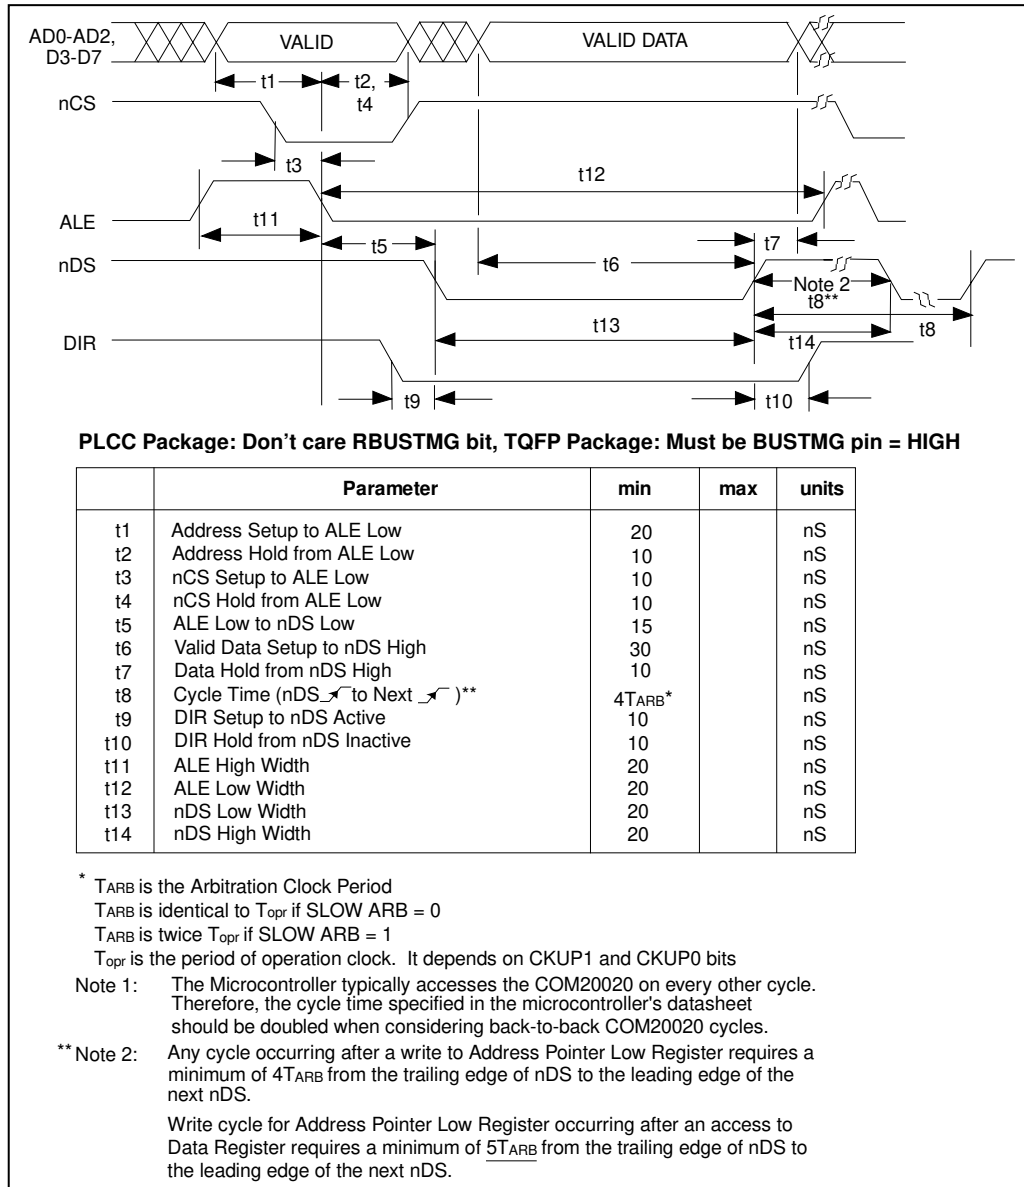 AD0-AD2,
D3-D7
VALID
VALID DATA
t1
t2,
t4
nCS
t3
t12
ALE
t11
t5
t7
nDS
t6
Note 2
t8**
t13
t8
DIR
t14
t9
t10
PLCC Package: Don't care RBUSTMG bit, TQFP Package: Must be BUSTMG pin = HIGH
Parameter min max units
t1 Address Setup to ALE Low 20 nS
t2 Address Hold from ALE Low 10 nS
t3 nCS Setup to ALE Low 10 nS
t4 nCS Hold from ALE Low 10 nS
t5 ALE Low to nDS Low 15 nS
t6 Valid Data Setup to nDS High 30 nS
t7 Data Hold from nDS High 10 nS
t8 Cycle Time (nDS to Next )** 4TARB* nS
t9 DIR Setup to nDS Active 10 nS
t10 DIR Hold from nDS Inactive 10 nS
t11 ALE High Width 20 nS
t12 ALE Low Width 20 nS
t13 nDS Low Width 20 nS
t14 nDS High Width 20 nS
* TARB is the Arbitration Clock Period
TARB is identical to Topr if SLOW ARB = 0
TARB is twice Topr if SLOW ARB = 1
Topr is the period of operation clock. It depends on CKUP1 and CKUP0 bits
Note 1: The Microcontroller typically accesses the COM20020 on every other cycle.
Therefore, the cycle time specified in the microcontroller's datasheet
should be doubled when considering back-to-back COM20020 cycles.
** Note 2: Any cycle occurring after a write to Address Pointer Low Register requires a
minimum of 4TARB from the trailing edge of nDS to the leading edge of the
next nDS.
Write cycle for Address Pointer Low Register occurring after an access to
Data Register requires a minimum of 5TARB from the trailing edge of nDS to
the leading edge of the next nDS.